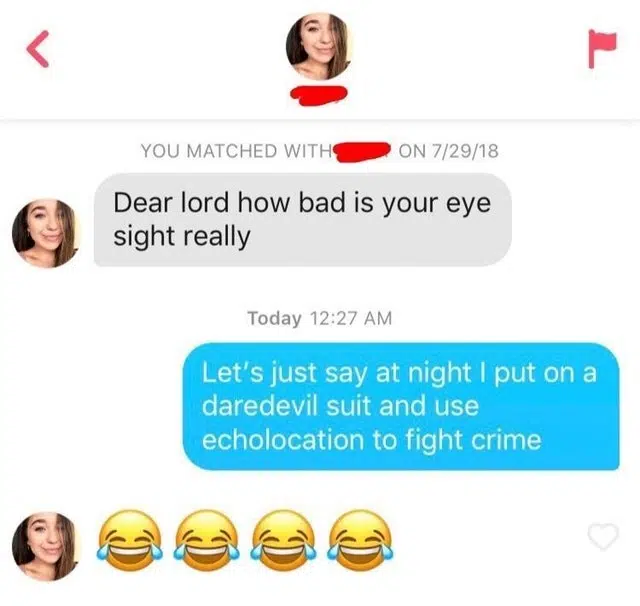 YOU MATCHED WITH ON 7/29/18
Dear lord how bad is your eye
sight really
Today 12:27 AM
Let's just say at night I put on a
daredevil suit and use
echolocation to fight crime
😂😂😂😂